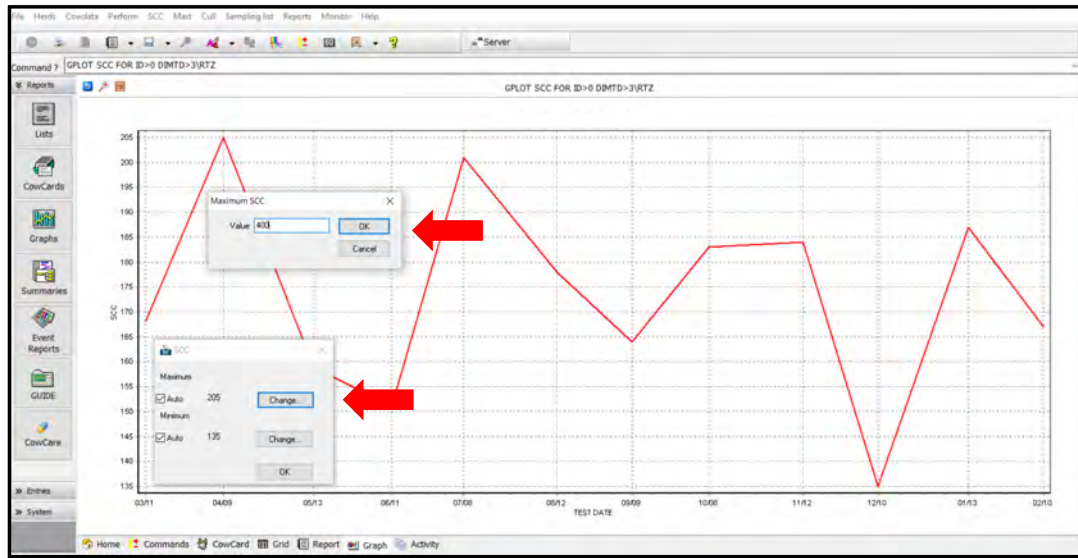 File Herds Cowdata Perform SCC Mast Cull Sampling list Reports Monitor Help
Server
Command ? GPLOT SCC FOR ID>0 DIMTD>3\RTZ
Reports
GPLOT SCC FOR ID>0 DIMTD>3\RTZ
Lists
CowCards
Graphs
Summaries
Event
Reports
GUIDE
CowCare
Entries
System
205
200
195
190
185
180
175
170
165
160
155
150
145
140
135
SCC
Maximum SCC
Value 400
OK
Cancel
SCC
Maximum
Auto 205 Change...
Minimum
Auto 135 Change...
OK
03/11 04/09 05/13 06/11 07/08 08/12 09/09 10/08 11/12 12/10 01/13 02/10
TEST DATE
Home Commands CowCard Grid Report Graph Activity